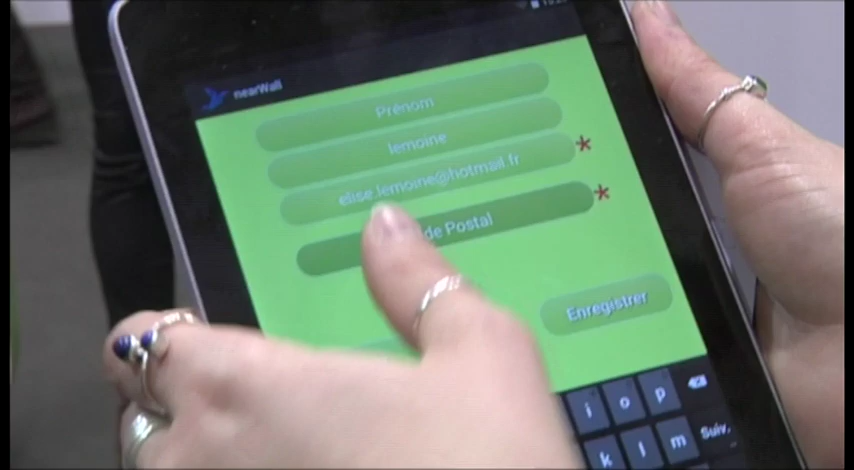 nearWall
Prénom
lemoine
elise.lemoine@hotmail.fr *
de Postal *
Enregistrer
i o p
k l m Suiv.